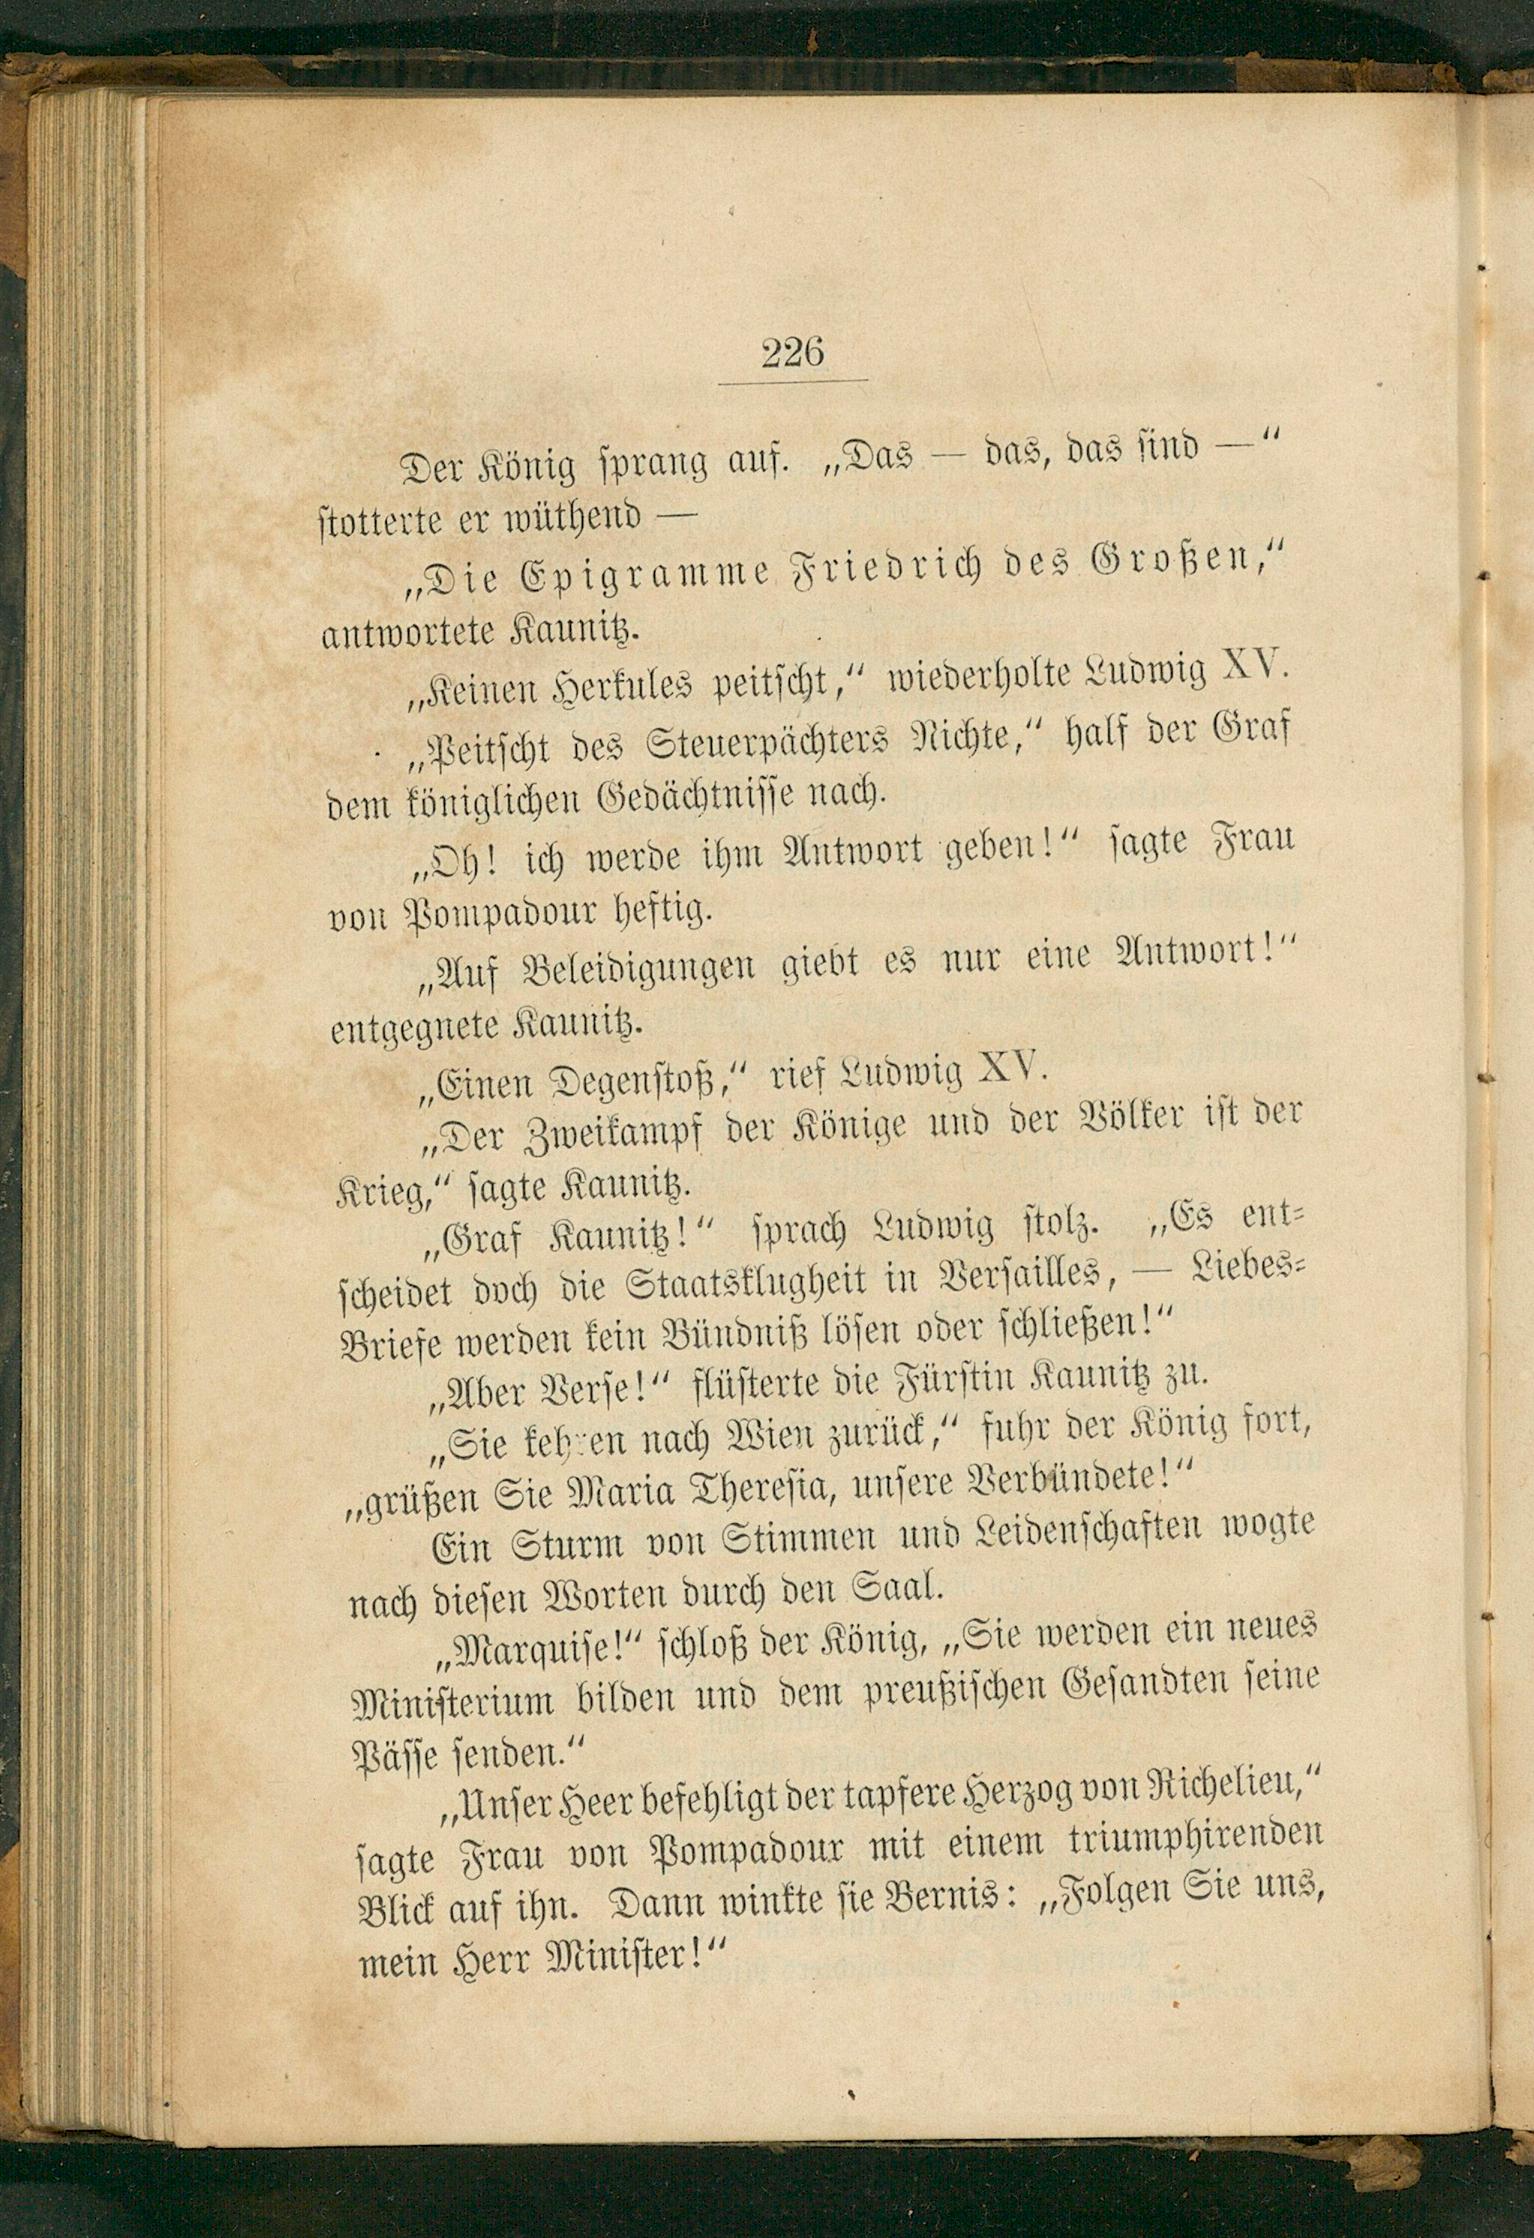 226
Der König sprang auf. „Das — das, das sind —“
stotterte er wüthend —
„Die Epigramme Friedrich des Großen,“
antwortete Kaunitz.
„Keinen Herkules peitscht,“ wiederholte Ludwig XV.
„Peitscht des Steuerpächters Nichte,“ half der Graf
dem königlichen Gedächtnisse nach.
„Oh! ich werde ihm Antwort geben!“ sagte Frau
von Pompadour heftig.
„Auf Beleidigungen giebt es nur eine Antwort!“
entgegnete Kaunitz.
„Einen Degenstoß,“ rief Ludwig XV.
„Der Zweikampf der Könige und der Völker ist der
Krieg,“ sagte Kaunitz.
„Graf Kaunitz!“ sprach Ludwig stolz. „Es ent-
scheidet doch die Staatsklugheit in Versailles, — Liebes-
Briefe werden kein Bündniß lösen oder schließen!“
„Aber Verse!“ flüsterte die Fürstin Kaunitz zu.
„Sie kehren nach Wien zurück,“ fuhr der König fort,
„grüßen Sie Maria Theresia, unsere Verbündete!“
Ein Sturm von Stimmen und Leidenschaften wogte
nach diesen Worten durch den Saal.
„Marquise!“ schloß der König, „Sie werden ein neues
Ministerium bilden und dem preußischen Gesandten seine
Pässe senden.“
„Unser Heer befehligt der tapfere Herzog von Richelieu,“
sagte Frau von Pompadour mit einem triumphirenden
Blick auf ihn. Dann winkte sie Bernis: „Folgen Sie uns,
mein Herr Minister!“